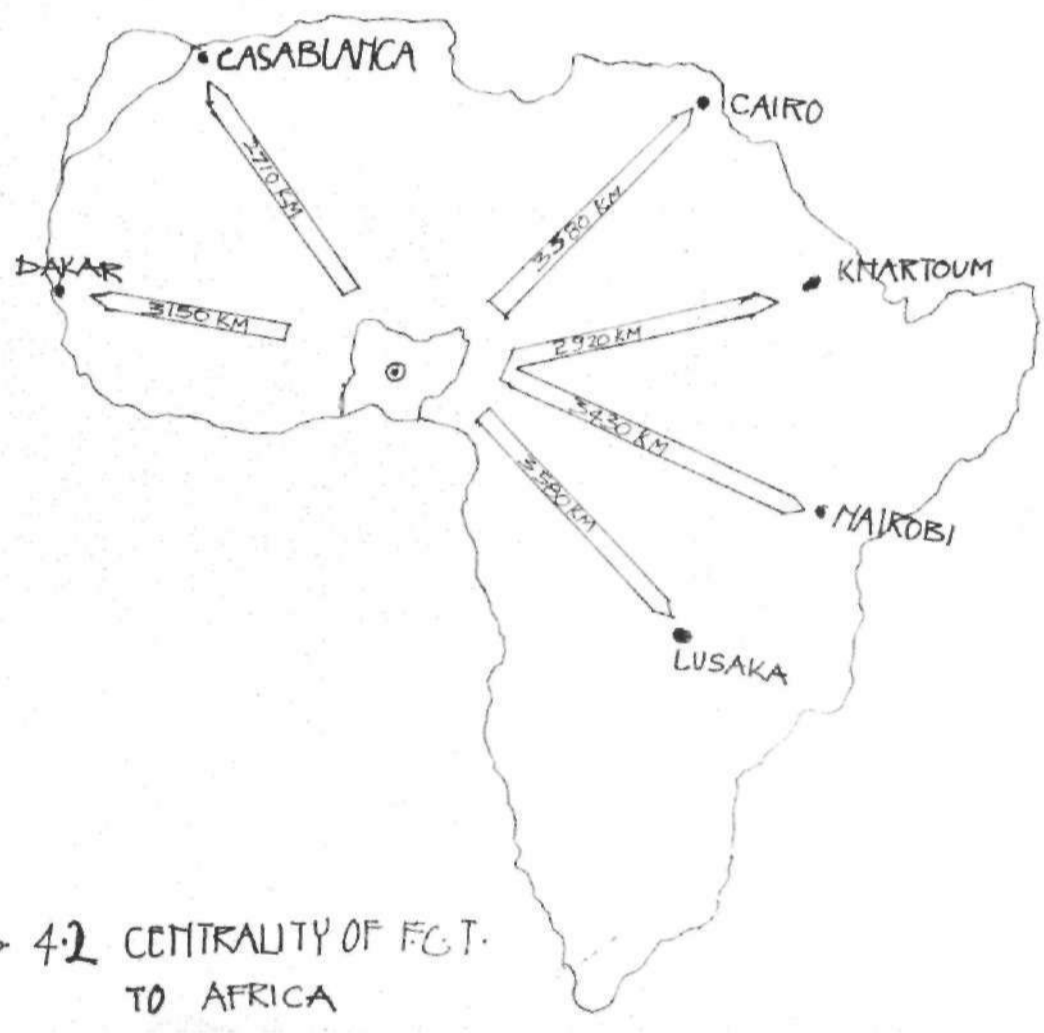 CASABLANCA
CAIRO
2710 KM
3380 KM
DAKAR
KHARTOUM
3150 KM
2920 KM
3430 KM
3580 KM
NAIROBI
LUSAKA
4.2 CENTRALITY OF F.C.T.
TO AFRICA